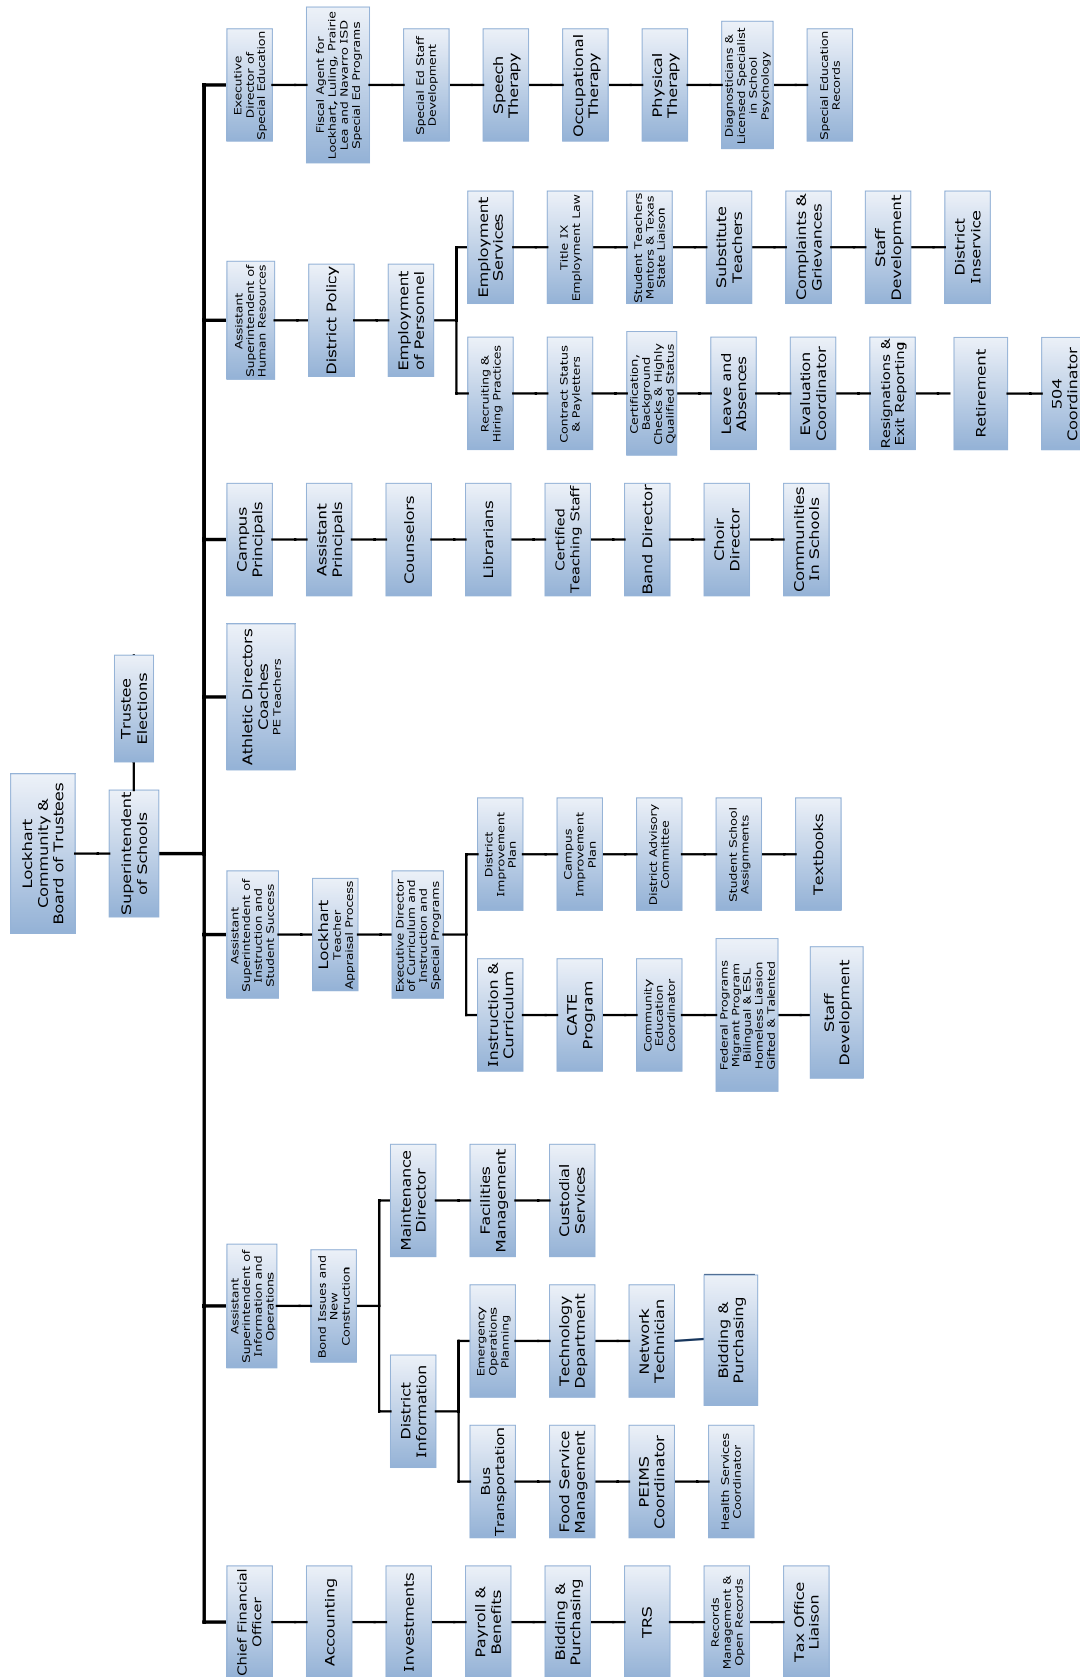 Lockhart
Community &
Board of Trustees
Superintendent
of Schools
Trustee
Elections
Chief Financial
Officer
Accounting
Investments
Payroll &
Benefits
Bidding &
Purchasing
TRS
Records
Management &
Open Records
Tax Office
Liaison
Assistant
Superintendent of
Information and
Operations
Bond Issues and
New
Construction
District
Information
Bus
Transportation
Food Service
Management
PEIMS
Coordinator
Health Services
Coordinator
Emergency
Operations
Planning
Technology
Department
Network
Technician
Bidding &
Purchasing
Maintenance
Director
Facilities
Management
Custodial
Services
Assistant
Superintendent of
Instruction and
Student Success
Lockhart
Teacher
Appraisal Process
Executive Director
of Curriculum and
Instruction and
Special Programs
Instruction &
Curriculum
CATE
Program
Community
Education
Coordinator
Federal Programs
Migrant Program
Bilingual & ESL
Homeless Liasion
Gifted & Talented
Staff
Development
District
Improvement
Plan
Campus
Improvement
Plan
District Advisory
Committee
Student School
Assignments
Textbooks
Athletic Directors
Coaches
PE Teachers
Campus
Principals
Assistant
Principals
Counselors
Librarians
Certified
Teaching Staff
Band Director
Choir
Director
Communities
In Schools
Assistant
Superintendent of
Human Resources
District Policy
Employment
of Personnel
Recruiting &
Hiring Practices
Contract Status
& Payletters
Certification,
Background
Checks & Highly
Qualified Status
Leave and
Absences
Evaluation
Coordinator
Resignations &
Exit Reporting
Retirement
504
Coordinator
Employment
Services
Title IX
Employment Law
Student Teachers
Mentors & Texas
State Liaison
Substitute
Teachers
Complaints &
Grievances
Staff
Development
District
Inservice
Executive
Director of
Special Education
Fiscal Agent for
Lockhart, Luling, Prairie
Lea and Navarro ISD
Special Ed Programs
Special Ed Staff
Development
Speech
Therapy
Occupational
Therapy
Physical
Therapy
Diagnosticians &
Licensed Specialist
in School
Psychology
Special Education
Records